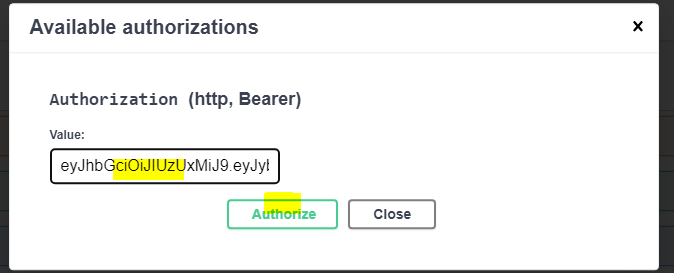 Available authorizations ×
Authorization (http, Bearer)
Value:
eyJhbGciOiJIUzUxMiJ9.eyJyb
Authorize Close